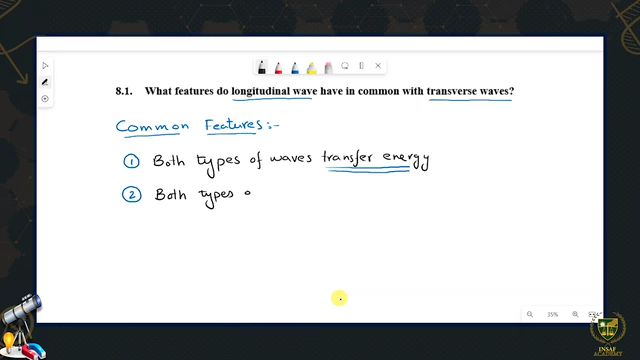 8.1. What features do longitudinal wave have in common with transverse waves?
Common Features:-
① Both types of waves transfer energy
② Both types o
35%
INSAF
ACADEMY